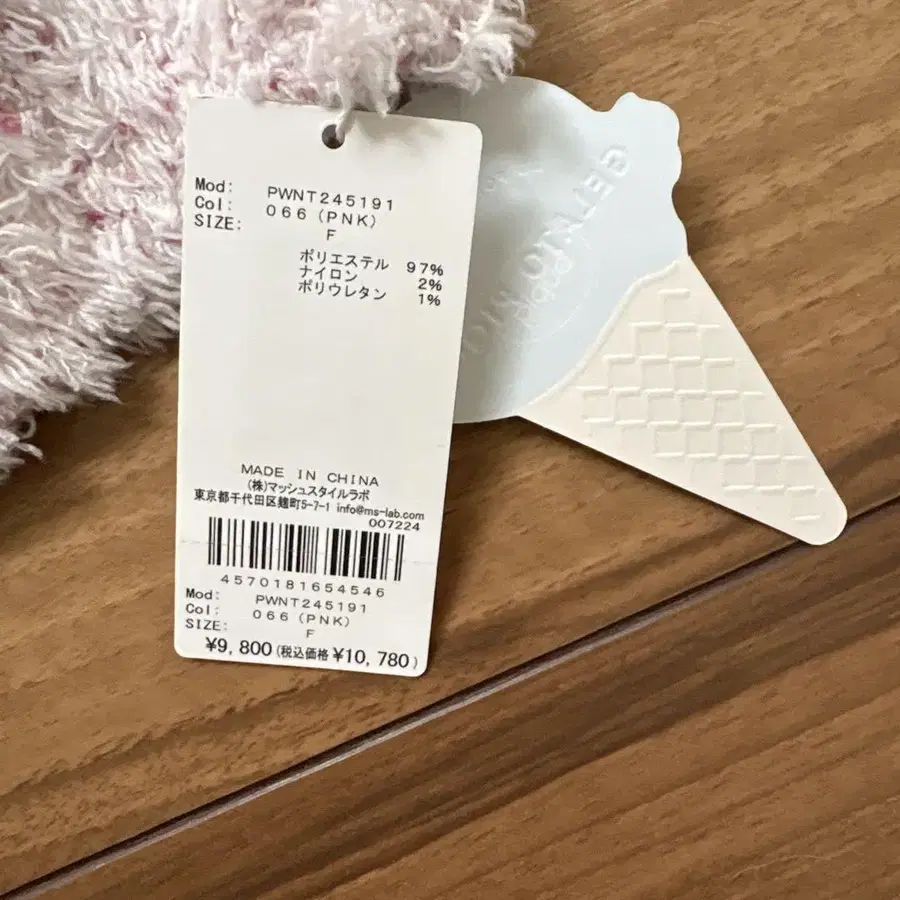 Mod: PWNT245191
Col: 066 (PNK)
SIZE: F
ポリエステル 97%
ナイロン 2%
ポリウレタン 1%
MADE IN CHINA
(株)マッシュスタイルラボ
東京都千代田区麹町5-7-1 info@ms-lab.com
007224
4570181654546
Mod: PWNT245191
Col: 066 (PNK)
SIZE: F
¥9,800 (税込価格 ¥10,780)